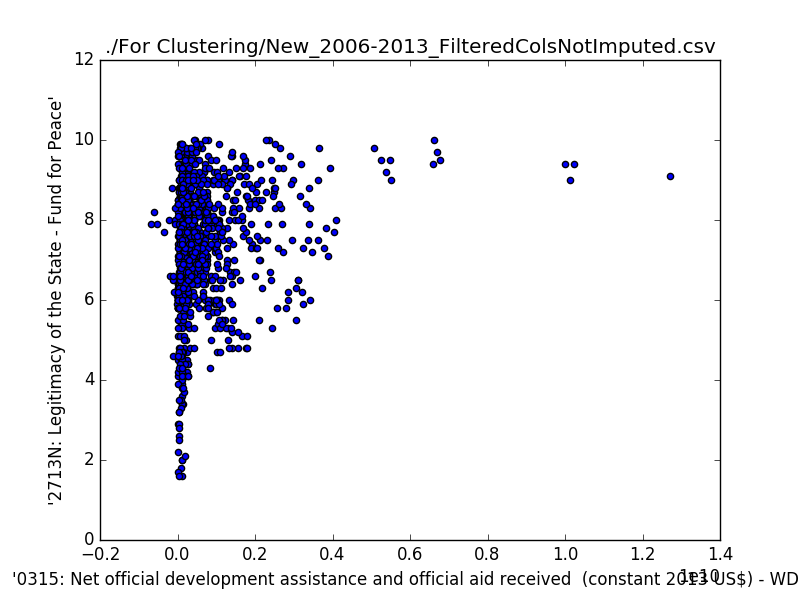 ./For Clustering/New_2006-2013_FilteredColsNotImputed.csv
'2713N: Legitimacy of the State - Fund for Peace'
12
10
8
6
4
2
0
−0.2 0.0 0.2 0.4 0.6 0.8 1.0 1.2 1.4
1e10
'0315: Net official development assistance and official aid received (constant 2013 US$) - WD